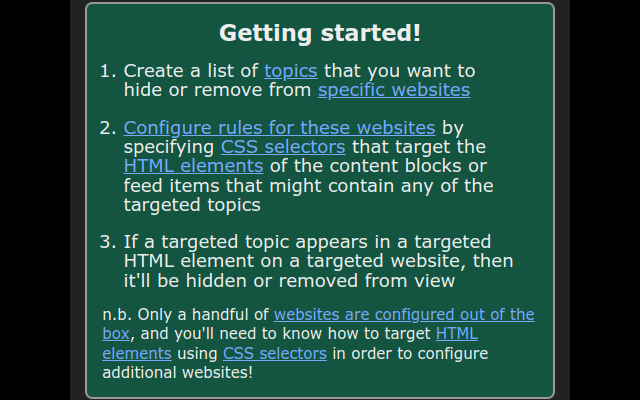 Getting started!
1. Create a list of topics that you want to
hide or remove from specific websites
2. Configure rules for these websites by
specifying CSS selectors that target the
HTML elements of the content blocks or
feed items that might contain any of the
targeted topics
3. If a targeted topic appears in a targeted
HTML element on a targeted website, then
it'll be hidden or removed from view
n.b. Only a handful of websites are configured out of the
box, and you'll need to know how to target HTML
elements using CSS selectors in order to configure
additional websites!